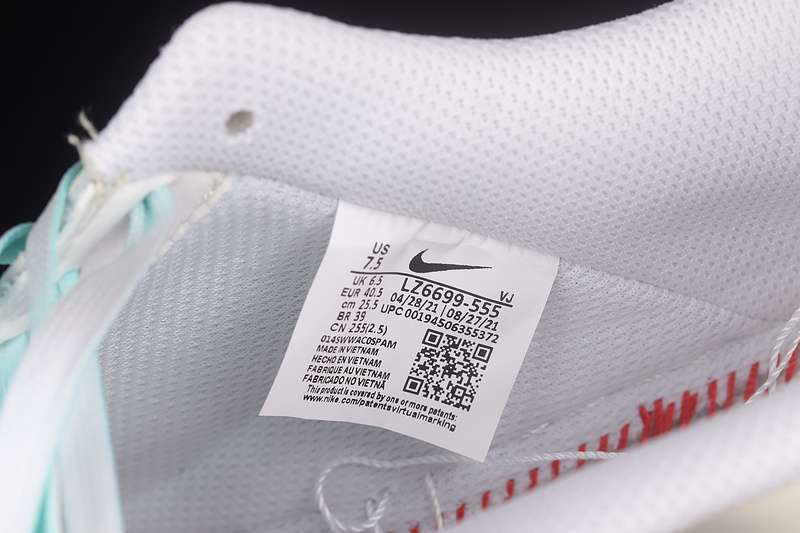 US
7.5
UK 6.5
EUR 40.5
cm 25.5
BR 39
CN 255(2.5)
LZ6699-555 VJ
04/28/21 | 08/27/21
UPC 00194506355372
0145WWAC0SPAM
MADE IN VIETNAM
HECHO EN VIETNAM
FABRIQUE AU VIETNAM
FABRICADO NO VIETNÃ
This product is covered by one or more patents:
www.nike.com/patentsvirtualmarking